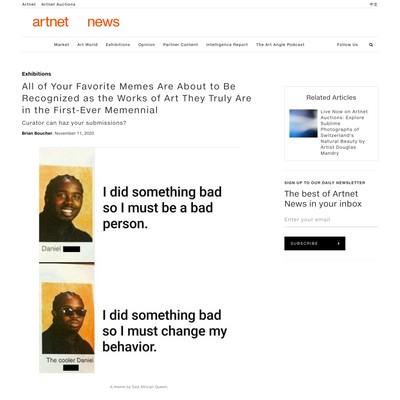 Artnet Artnet Auctions
中文
artnet news
Market Art World Exhibitions Opinion Partner Content Intelligence Report The Art Angle Podcast Follow Us
Exhibitions
All of Your Favorite Memes Are About to Be
Recognized as the Works of Art They Truly Are
in the First-Ever Memennial
Curator can haz your submissions?
Brian Boucher, November 11, 2020
I did something bad
so I must be a bad
person.
Daniel
I did something bad
so I must change my
behavior.
The cooler Daniel
A meme by Sad African Queen.
Related Articles
Live Now on Artnet
Auctions: Explore
Sublime
Photographs of
Switzerland's
Natural Beauty by
Artist Douglas
Mandry
SIGN UP TO OUR DAILY NEWSLETTER
The best of Artnet
News in your inbox
Enter your email
SUBSCRIBE